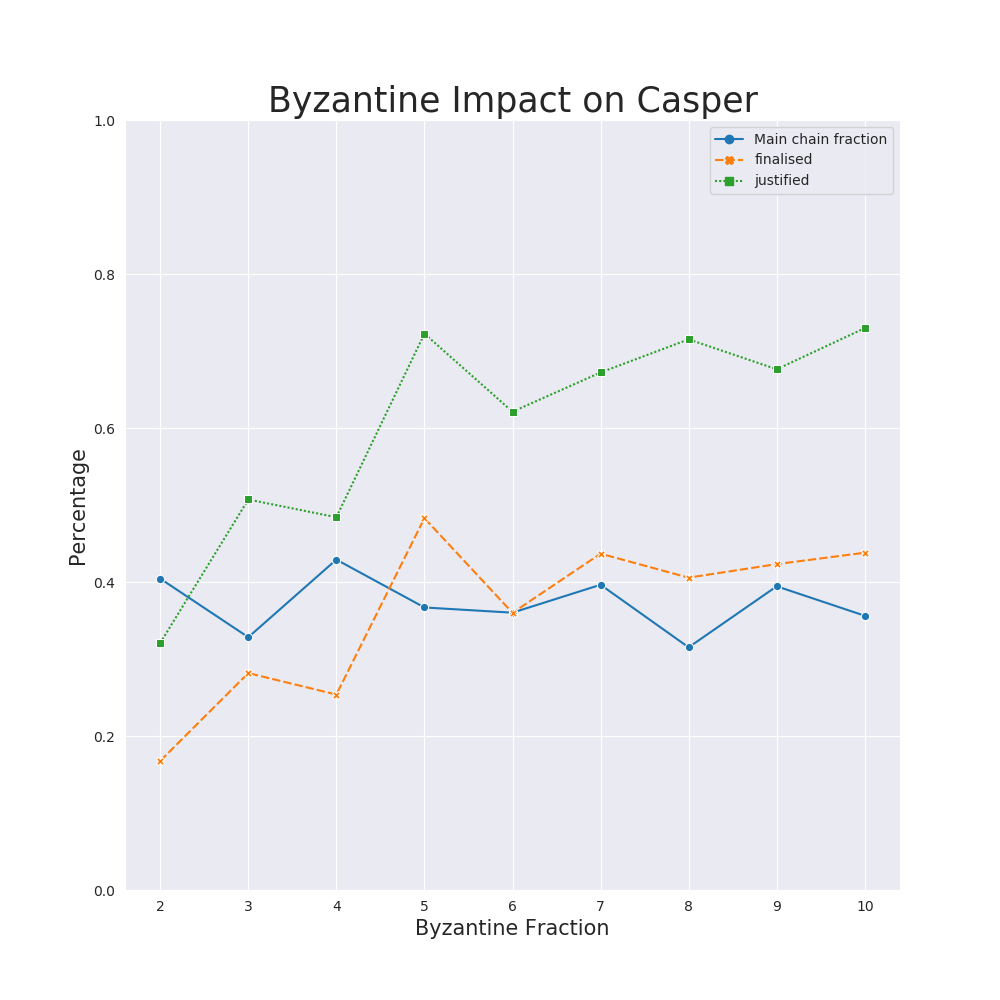 Byzantine Impact on Casper
Main chain fraction
finalised
justified
1.0
0.8
0.6
0.4
0.2
0.0
Percentage
2 3 4 5 6 7 8 9 10
Byzantine Fraction